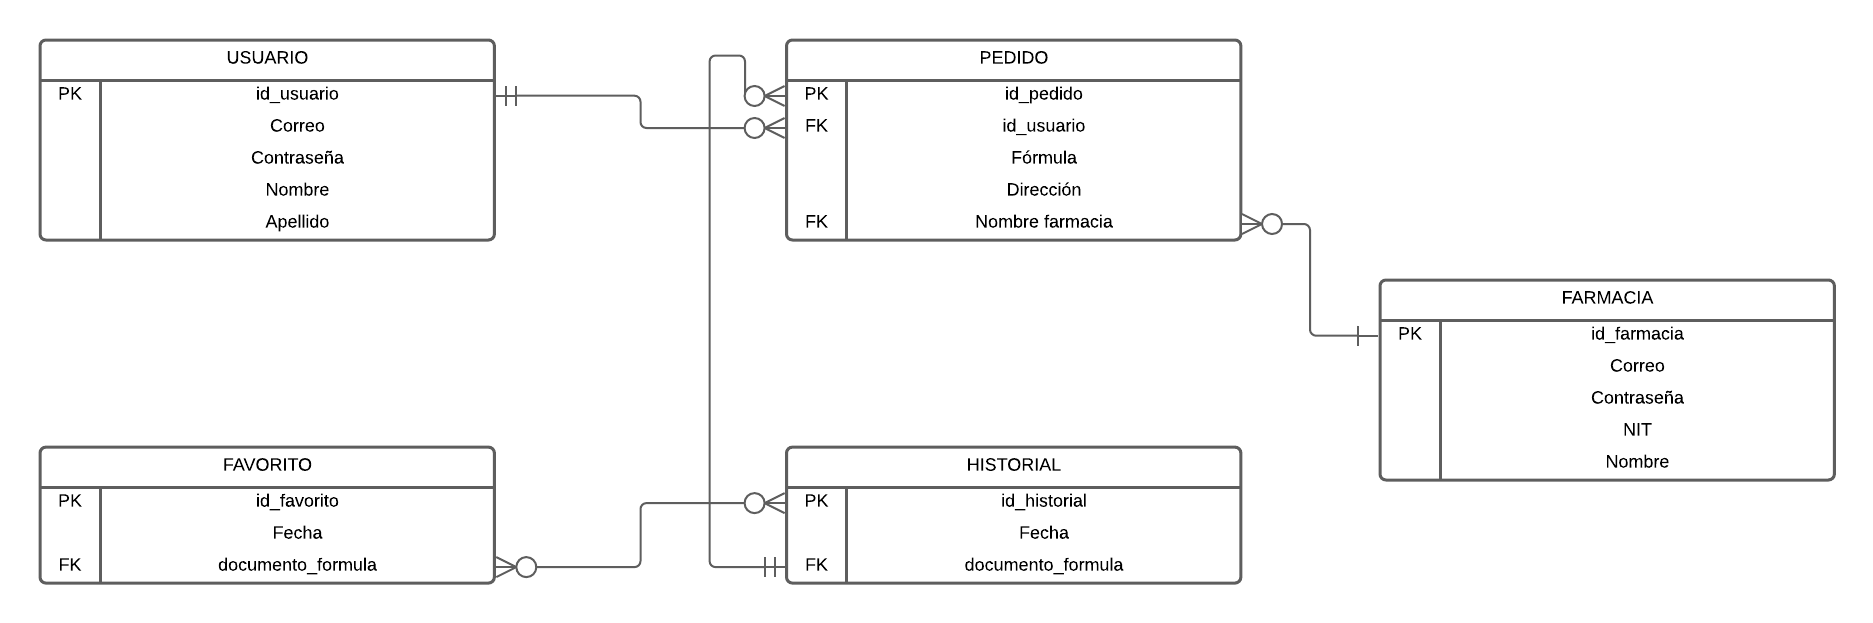 USUARIO
PK id_usuario
Correo
Contraseña
Nombre
Apellido
PEDIDO
PK id_pedido
FK id_usuario
Fórmula
Dirección
FK Nombre farmacia
FARMACIA
PK id_farmacia
Correo
Contraseña
NIT
Nombre
FAVORITO
PK id_favorito
Fecha
FK documento_formula
HISTORIAL
PK id_historial
Fecha
FK documento_formula